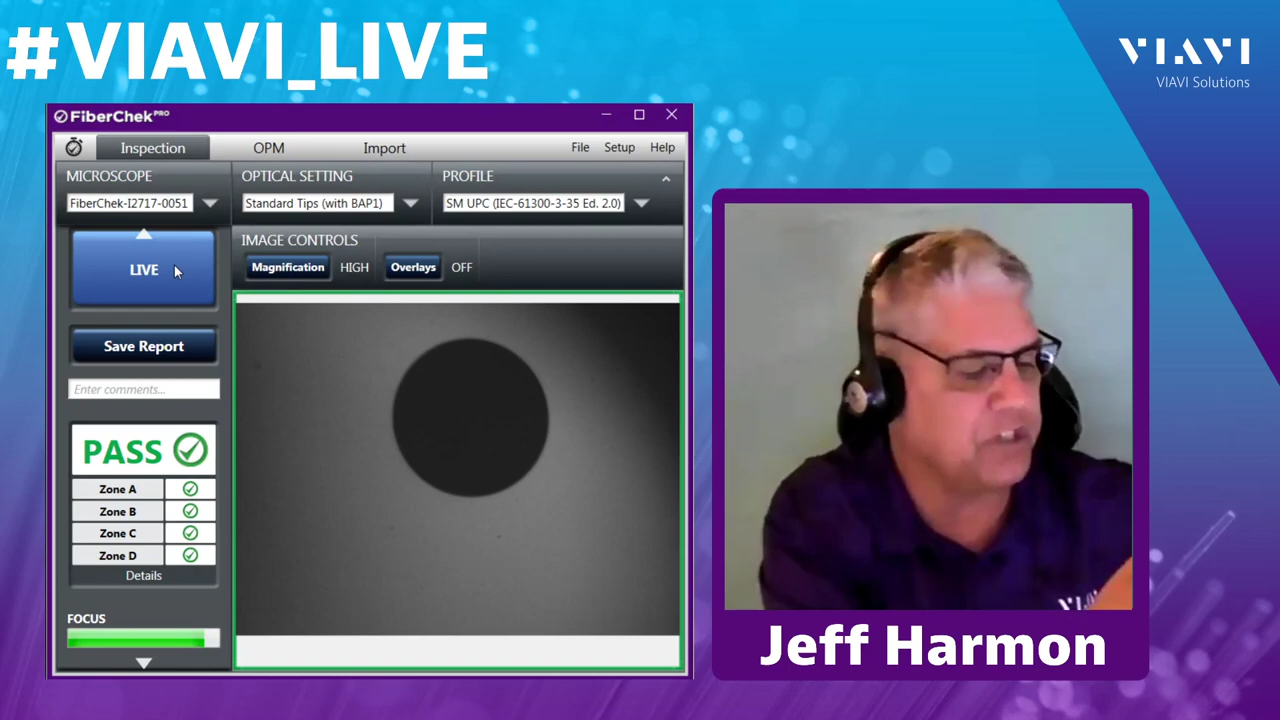 #VIAVI_LIVE
VIAVI
VIAVI Solutions
FiberChekPRO
Inspection
OPM
Import
File
Setup
Help
MICROSCOPE
OPTICAL SETTING
PROFILE
FiberChek-I2717-0051
Standard Tips (with BAP1)
SM UPC (IEC-61300-3-35 Ed. 2.0)
LIVE
IMAGE CONTROLS
Magnification
HIGH
Overlays
OFF
Save Report
Enter comments...
PASS
Zone A
Zone B
Zone C
Zone D
Details
FOCUS
Jeff Harmon